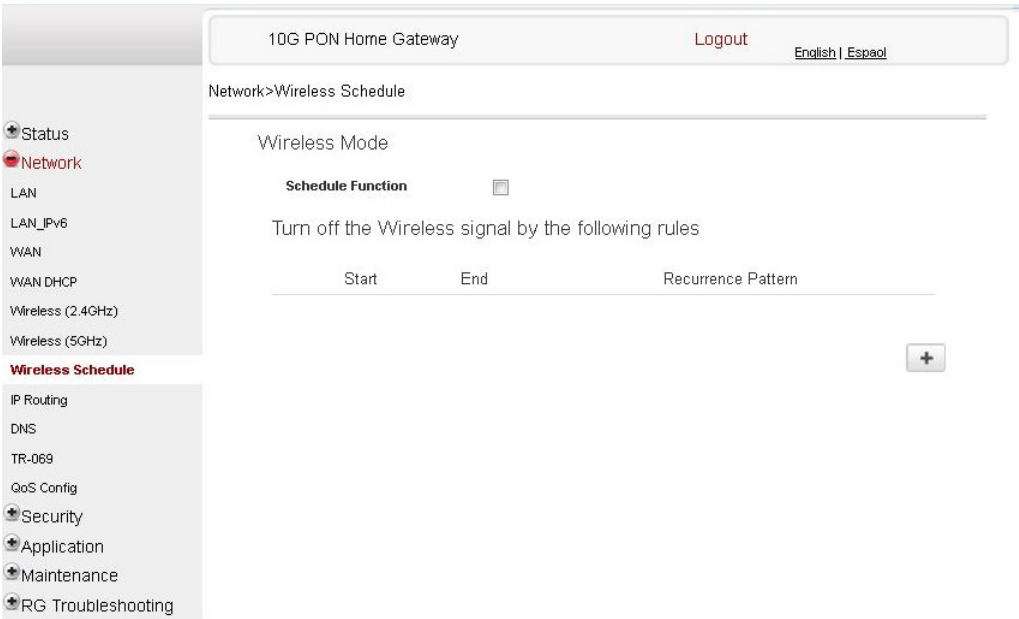 10G PON Home Gateway
Logout
English | Espaol
Network>Wireless Schedule
Status
Network
LAN
LAN_IPv6
WAN
WAN DHCP
Wireless (2.4GHz)
Wireless (5GHz)
Wireless Schedule
IP Routing
DNS
TR-069
QoS Config
Security
Application
Maintenance
RG Troubleshooting
Wireless Mode
Schedule Function
Turn off the Wireless signal by the following rules
Start End Recurrence Pattern